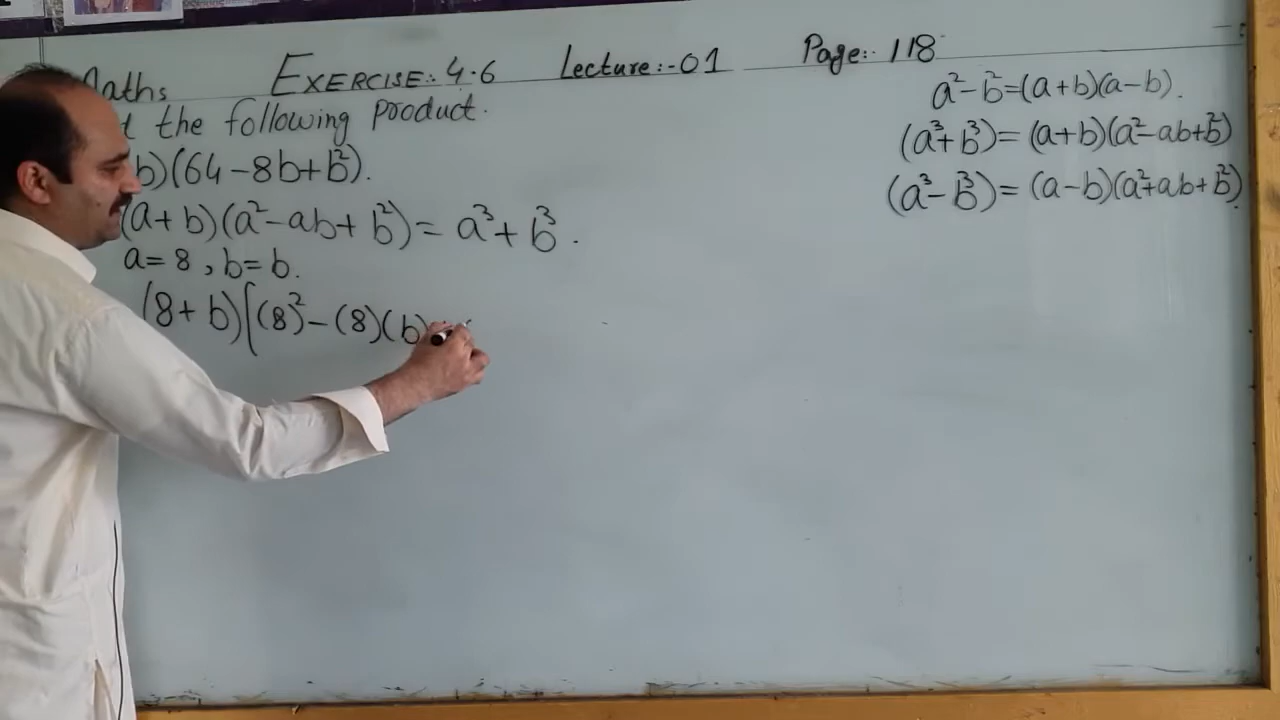 Maths EXERCISE:. 4.6 Lecture:-01 Page:. 118
the following product.
b)(64-8b+b²).
(a+b)(a²-ab+b²)= a³+b³.
a=8, b=b.
(8+b)[(8)²-(8)(b)
a²-b²=(a+b)(a-b).
(a³+b³)=(a+b)(a²-ab+b²)
(a³-b³)=(a-b)(a²+ab+b²).